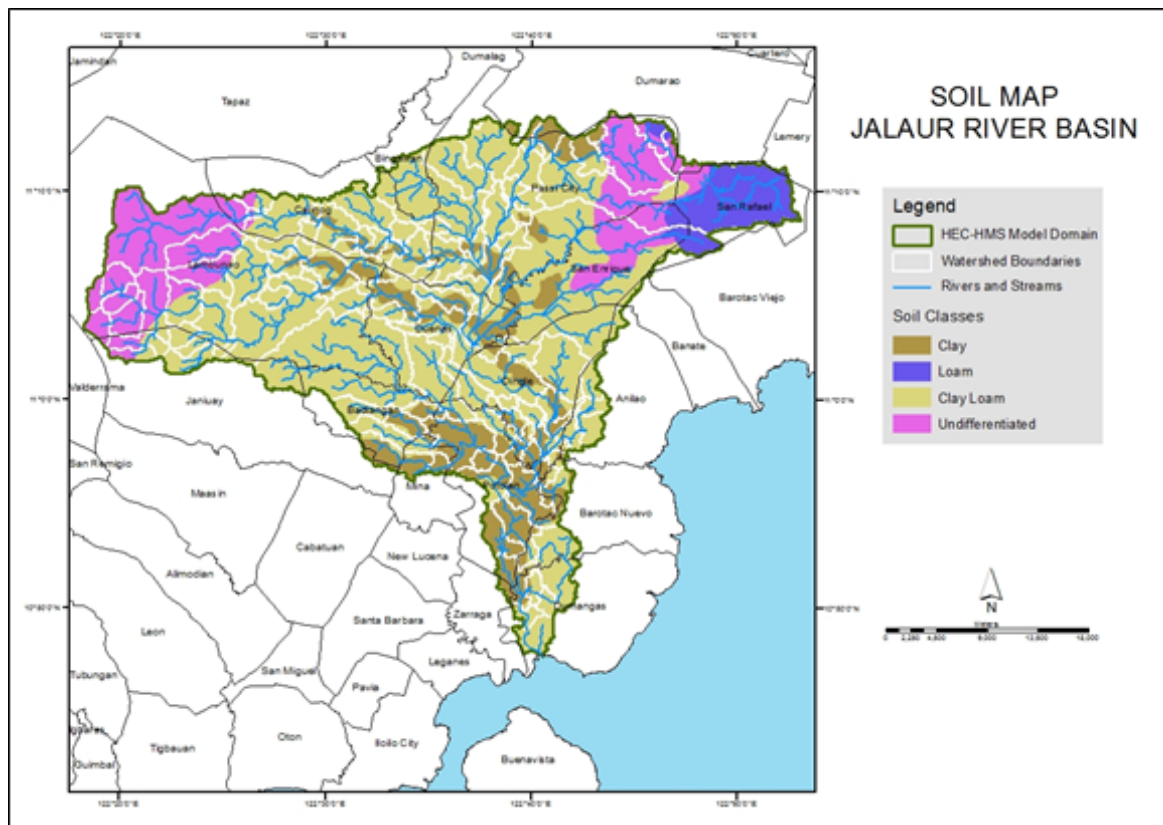 SOIL MAP
JALAUR RIVER BASIN
Legend
HEC-HMS Model Domain
Watershed Boundaries
Rivers and Streams
Soil Classes
Clay
Loam
Clay Loam
Undifferentiated
N
Jamindan
Dumalag
Cuartero
Tapaz
Dumarao
Lemery
Passi City
San Rafael
Calinog
San Enrique
Barotac Viejo
Banate
Dingle
Valderrama
Janiuay
Badiangan
Anilao
San Remigio
Maasin
Mina
Barotac Nuevo
Cabatuan
New Lucena
Alimodian
Zarraga
Leon
Santa Barbara
Leganes
Tubungan
San Miguel
Pavia
Tigbauan
Oton
Iloilo City
Guimbal
Buenavista